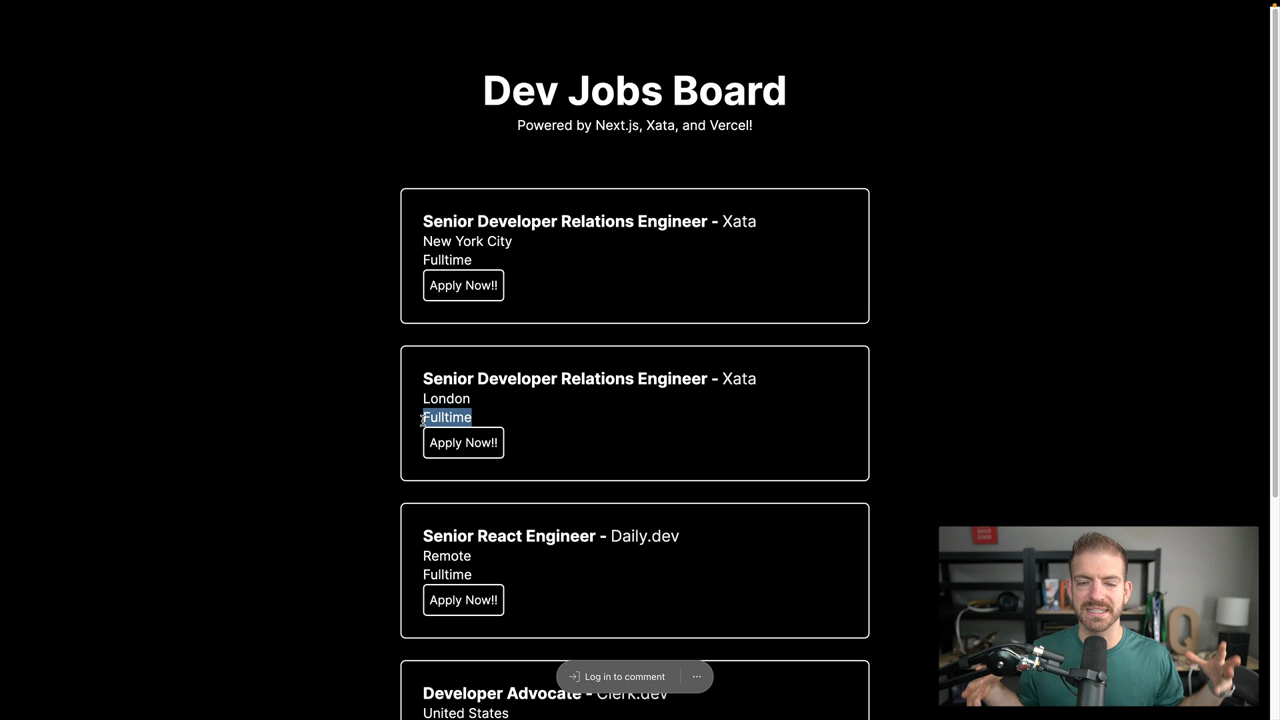 Dev Jobs Board
Powered by Next.js, Xata, and Vercel!
Senior Developer Relations Engineer - Xata
New York City
Fulltime
Apply Now!!
Senior Developer Relations Engineer - Xata
London
Fulltime
Apply Now!!
Senior React Engineer - Daily.dev
Remote
Fulltime
Apply Now!!
Log in to comment
Developer Advocate - Clerk.dev
United States